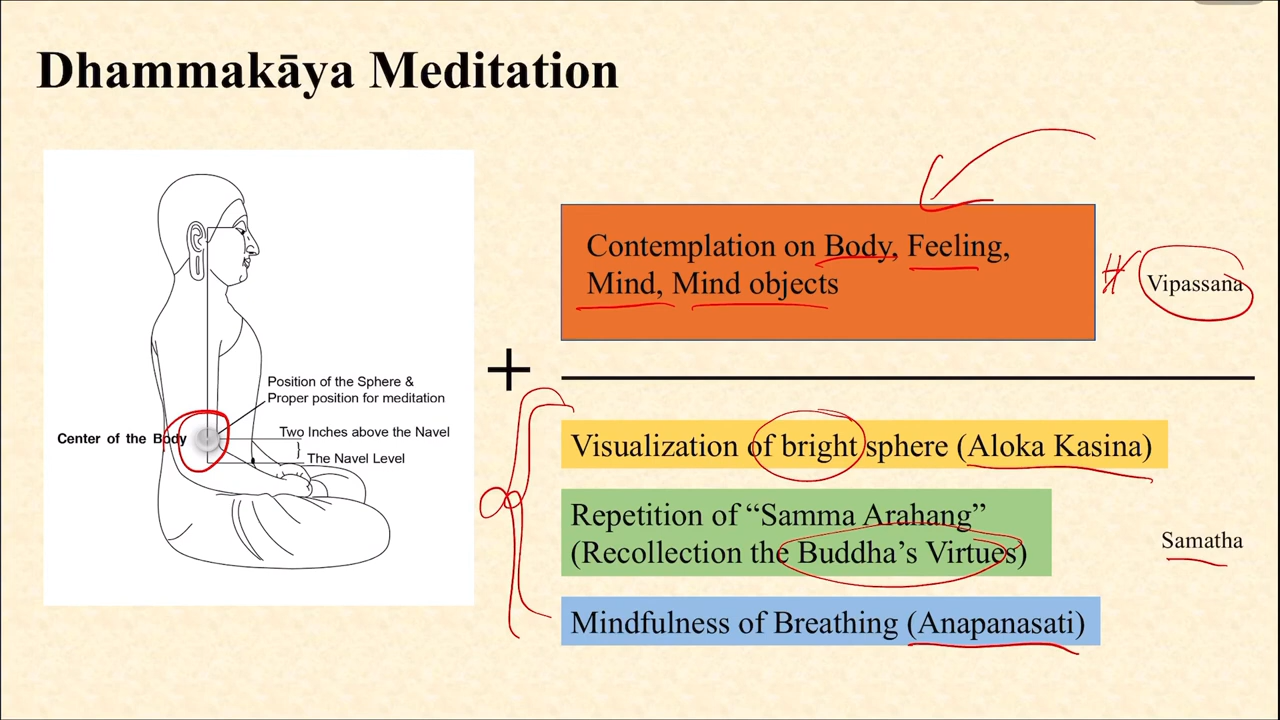 Dhammakāya Meditation
Position of the Sphere &
Proper position for meditation
Center of the Body
Two Inches above the Navel
The Navel Level
Contemplation on Body, Feeling,
Mind, Mind objects
Vipassana
+
Visualization of bright sphere (Aloka Kasina)
Repetition of “Samma Arahang”
(Recollection the Buddha’s Virtues)
Samatha
Mindfulness of Breathing (Anapanasati)